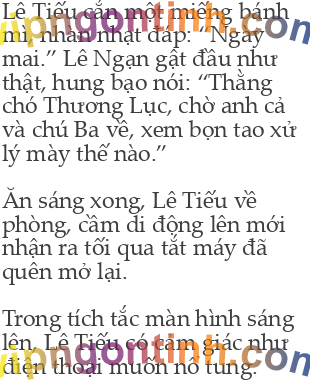 Lê Tiếu cắn một miếng bánh
mì, nhàn nhạt đáp: “Ngày
mai.” Lê Ngạn gật đầu như
thật, hung bạo nói: “Thằng
chó Thương Lục, chờ anh cả
và chú Ba về, xem bọn tao xử
lý mày thế nào.”
Ăn sáng xong, Lê Tiếu về
phòng, cầm di động lên mới
nhận ra tối qua tắt máy đã
quên mở lại.
Trong tích tắc màn hình sáng
lên, Lê Tiếu có cảm giác như
điện thoại muốn nổ tung.
vipngontinh.com
vipngontinh.com